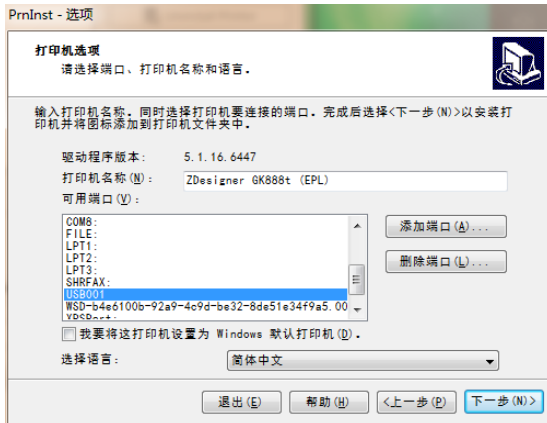 PrnInst - 选项
打印机选项
请选择端口、打印机名称和语言.
输入打印机名称. 同时选择打印机要连接的端口. 完成后选择<下一步(N)>以安装打
印机并将图标添加到打印机文件夹中.
驱动程序版本: 5.1.16.6447
打印机名称(N): ZDesigner GK888t (EPL)
可用端口(V):
COM8:
FILE:
LPT1:
LPT2:
LPT3:
SHRFAX:
USB001
WSD-b4e6100b-92a9-4c9d-be32-8de51e34f9a5.00
XPSPort:
添加端口(A)...
删除端口(L)...
我要将这打印机设置为 Windows 默认打印机(D).
选择语言: 简体中文
退出(E) 帮助(H) <上一步(P) 下一步(N)>